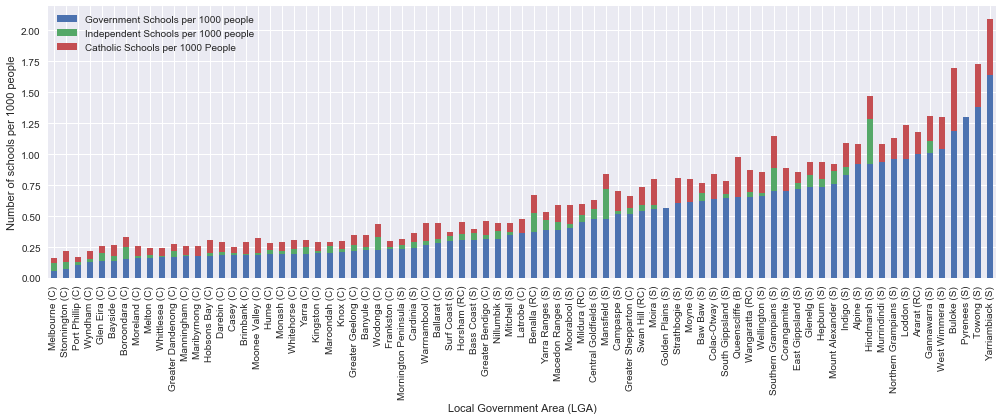 Government Schools per 1000 people
Independent Schools per 1000 people
Catholic Schools per 1000 People
Number of schools per 1000 people
2.00
1.75
1.50
1.25
1.00
0.75
0.50
0.25
0.00
Melbourne (C)
Stonnington (C)
Port Phillip (C)
Wyndham (C)
Glen Eira (C)
Bayside (C)
Boroondara (C)
Moreland (C)
Melton (C)
Whittlesea (C)
Greater Dandenong (C)
Manningham (C)
Maribyrnong (C)
Hobsons Bay (C)
Darebin (C)
Casey (C)
Brimbank (C)
Moonee Valley (C)
Hume (C)
Monash (C)
Whitehorse (C)
Yarra (C)
Kingston (C)
Maroondah (C)
Knox (C)
Greater Geelong (C)
Banyule (C)
Wodonga (C)
Frankston (C)
Mornington Peninsula (S)
Cardinia (S)
Warrnambool (C)
Ballarat (C)
Surf Coast (S)
Horsham (RC)
Bass Coast (S)
Greater Bendigo (C)
Nillumbik (S)
Mitchell (S)
Latrobe (C)
Benalla (RC)
Yarra Ranges (S)
Macedon Ranges (S)
Moorabool (S)
Mildura (RC)
Central Goldfields (S)
Mansfield (S)
Campaspe (S)
Greater Shepparton (C)
Swan Hill (RC)
Moira (S)
Golden Plains (S)
Strathbogie (S)
Moyne (S)
Baw Baw (S)
Colac-Otway (S)
South Gippsland (S)
Queenscliffe (B)
Wangaratta (RC)
Wellington (S)
Southern Grampians (S)
Corangamite (S)
East Gippsland (S)
Glenelg (S)
Hepburn (S)
Mount Alexander (S)
Indigo (S)
Alpine (S)
Hindmarsh (S)
Murrindindi (S)
Northern Grampians (S)
Loddon (S)
Ararat (RC)
Gannawarra (S)
West Wimmera (S)
Buloke (S)
Pyrenees (S)
Towong (S)
Yarriambiack (S)
Local Government Area (LGA)